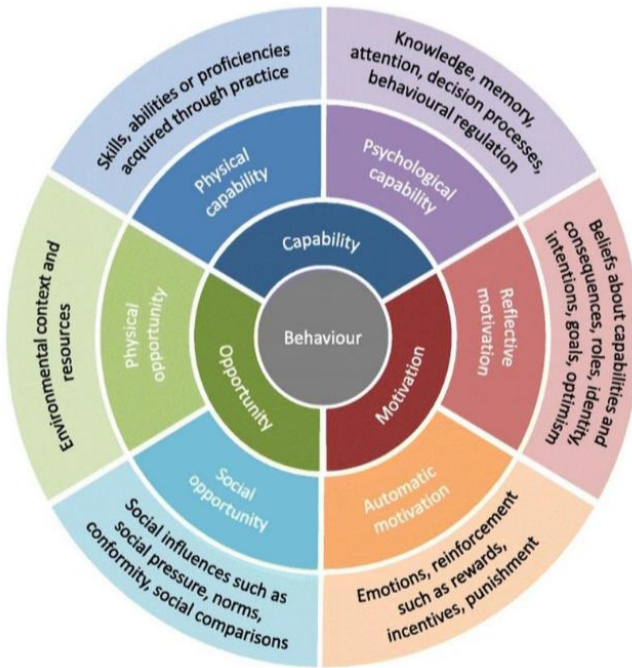 Skills, abilities or proficiencies
acquired through practice
Knowledge, memory,
attention, decision processes,
behavioural regulation
Physical
capability
Psychological
capability
Capability
Environmental context and
resources
Physical
opportunity
Opportunity
Behaviour
Motivation
Reflective
motivation
Beliefs about capabilities and
consequences, roles, identity,
intentions, goals, optimism
Social
opportunity
Automatic
motivation
Social influences such as
social pressure, norms,
conformity, social comparisons
Emotions, reinforcement
such as rewards,
incentives, punishment